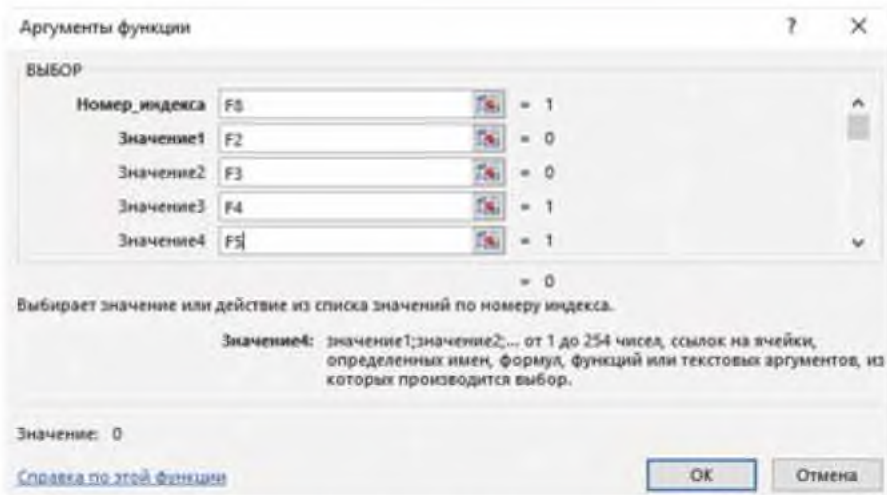 Аргументы функции ? ×
ВЫБОР
Номер_индекса F8 = 1
Значение1 F2 = 0
Значение2 F3 = 0
Значение3 F4 = 1
Значение4 F5 = 1
= 0
Выбирает значение или действие из списка значений по номеру индекса.
Значение4: значение1;значение2;... от 1 до 254 чисел, ссылок на ячейки,
определенных имен, формул, функций или текстовых аргументов, из
которых производится выбор.
Значение: 0
Справка по этой функции OK Отмена